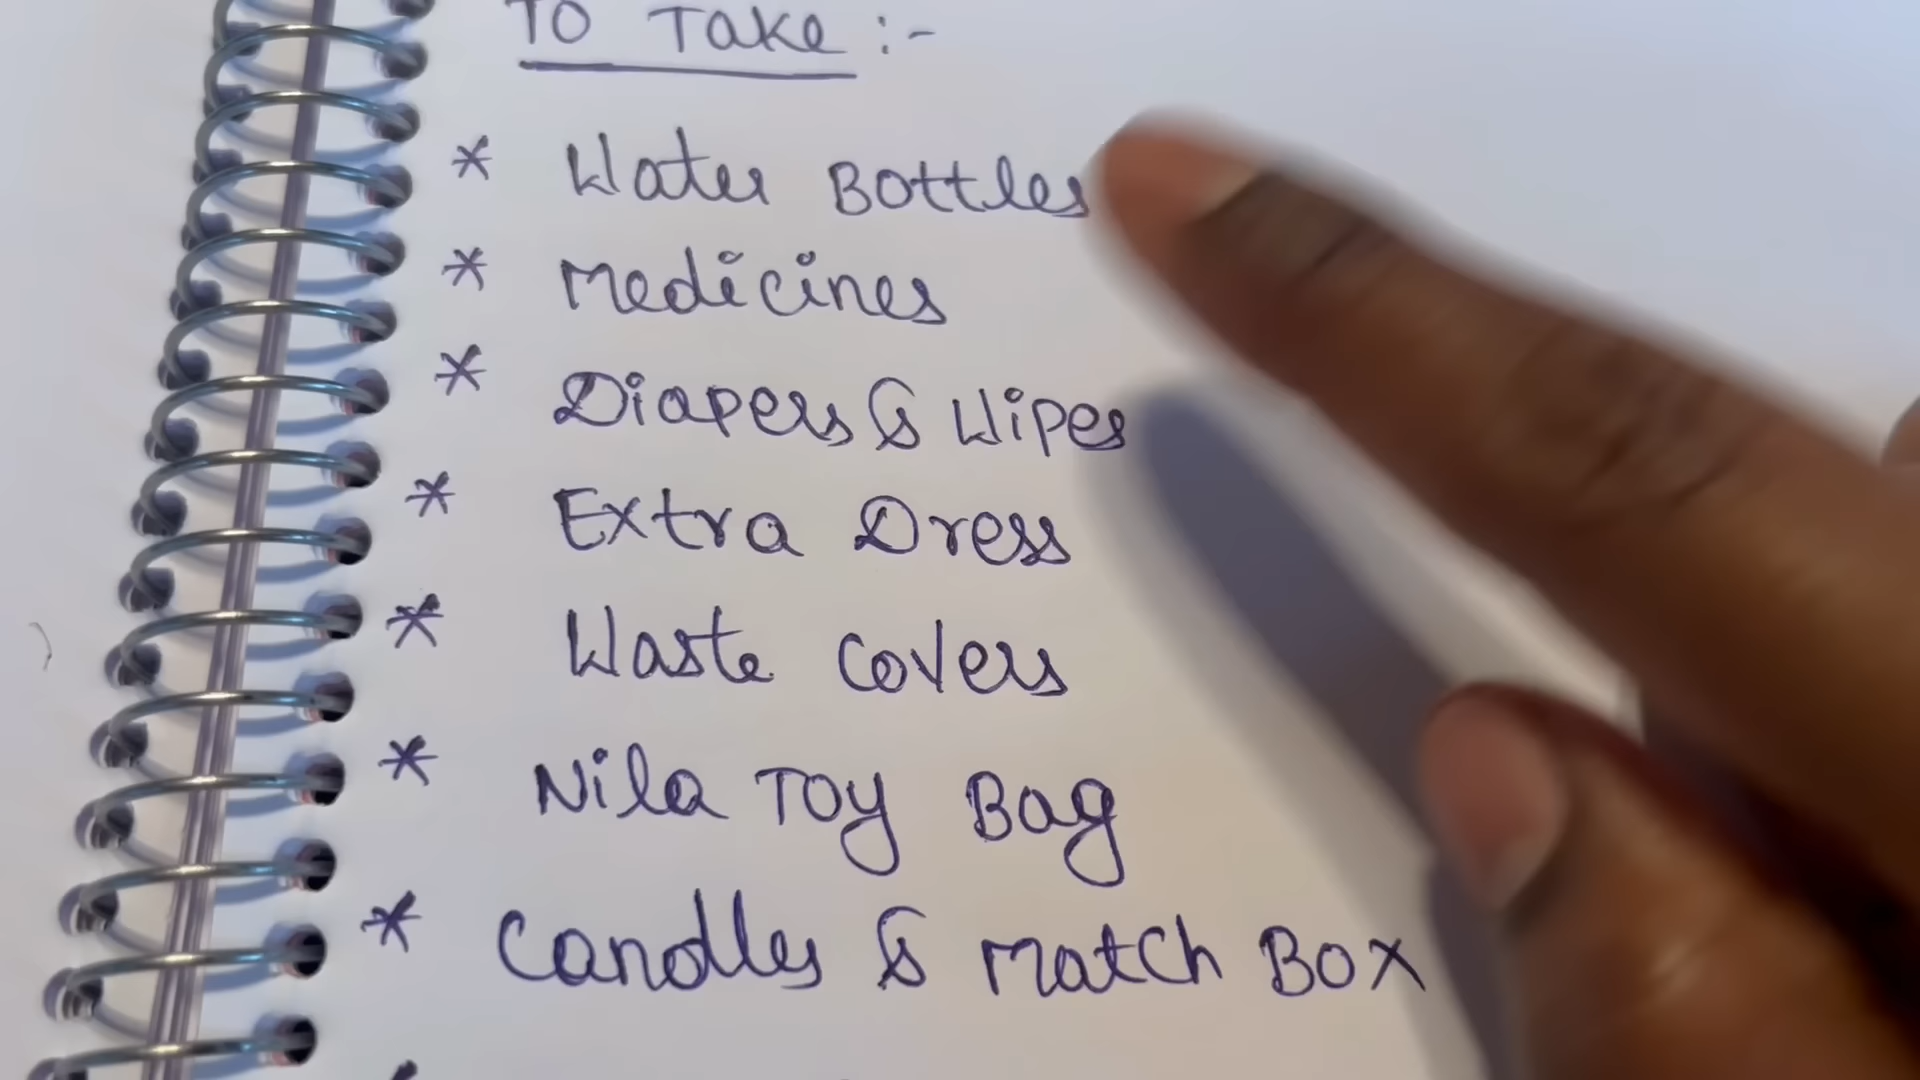 TO Take :-
* Water Bottles
* Medicines
* Diapers & Wipes
* Extra Dress
* Waste Covers
* Nila Toy Bag
* Candles & Match Box